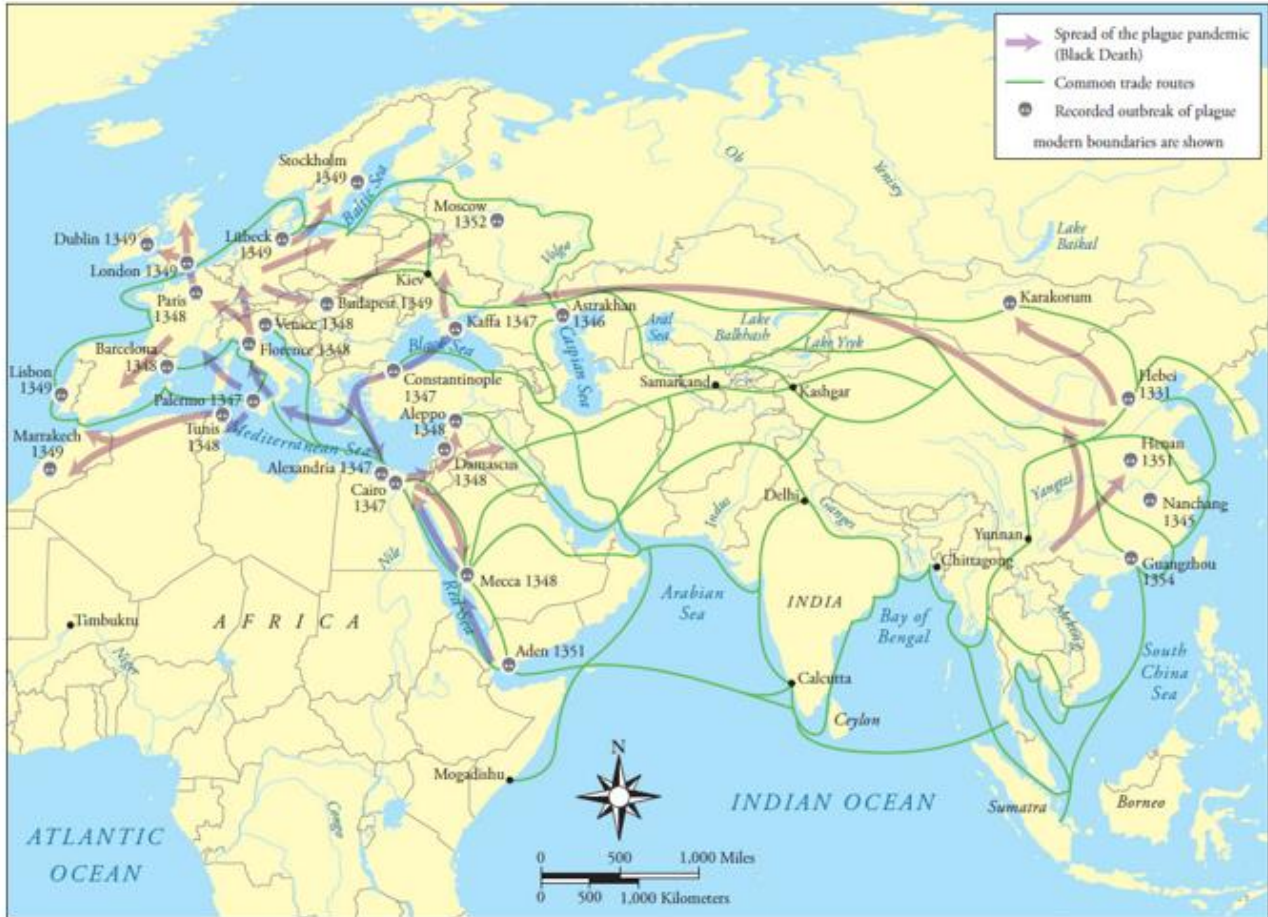 Spread of the plague pandemic
(Black Death)
Common trade routes
Recorded outbreak of plague
modern boundaries are shown
Ob
Yenisey
Lake
Baikal
Stockholm
1349
Baltic Sea
Moscow
1352
Volga
Dublin 1349
Lübeck
1349
London 1349
Kiev
Paris
1348
Budapest 1349
Astrakhan
1346
Karakorum
Venice 1348
Kaffa 1347
Aral
Sea
Lake
Balkhash
Lake Ysyk
Caspian Sea
Florence 1348
Black Sea
Barcelona
1348
Lisbon
1349
Constantinople
1347
Samarkand
Kashgar
Hebei
1331
Palermo 1347
Aleppo
1348
Tunis
1348
Mediterranean Sea
Marrakech
1349
Henan
1351
Alexandria 1347
Damascus
1348
Cairo
1347
Delhi
Indus
Ganges
Yangtzi
Nanchang
1345
Yunnan
Nile
Chittagong
Guangzhou
1354
Mecca 1348
Red Sea
Arabian
Sea
INDIA
Bay of
Bengal
Mekong
Timbuktu
AFRICA
Niger
South
China
Sea
Aden 1351
Calcutta
Ceylon
N
Mogadishu
INDIAN OCEAN
Sumatra
Borneo
Congo
ATLANTIC
OCEAN
0 500 1,000 Miles
0 500 1,000 Kilometers